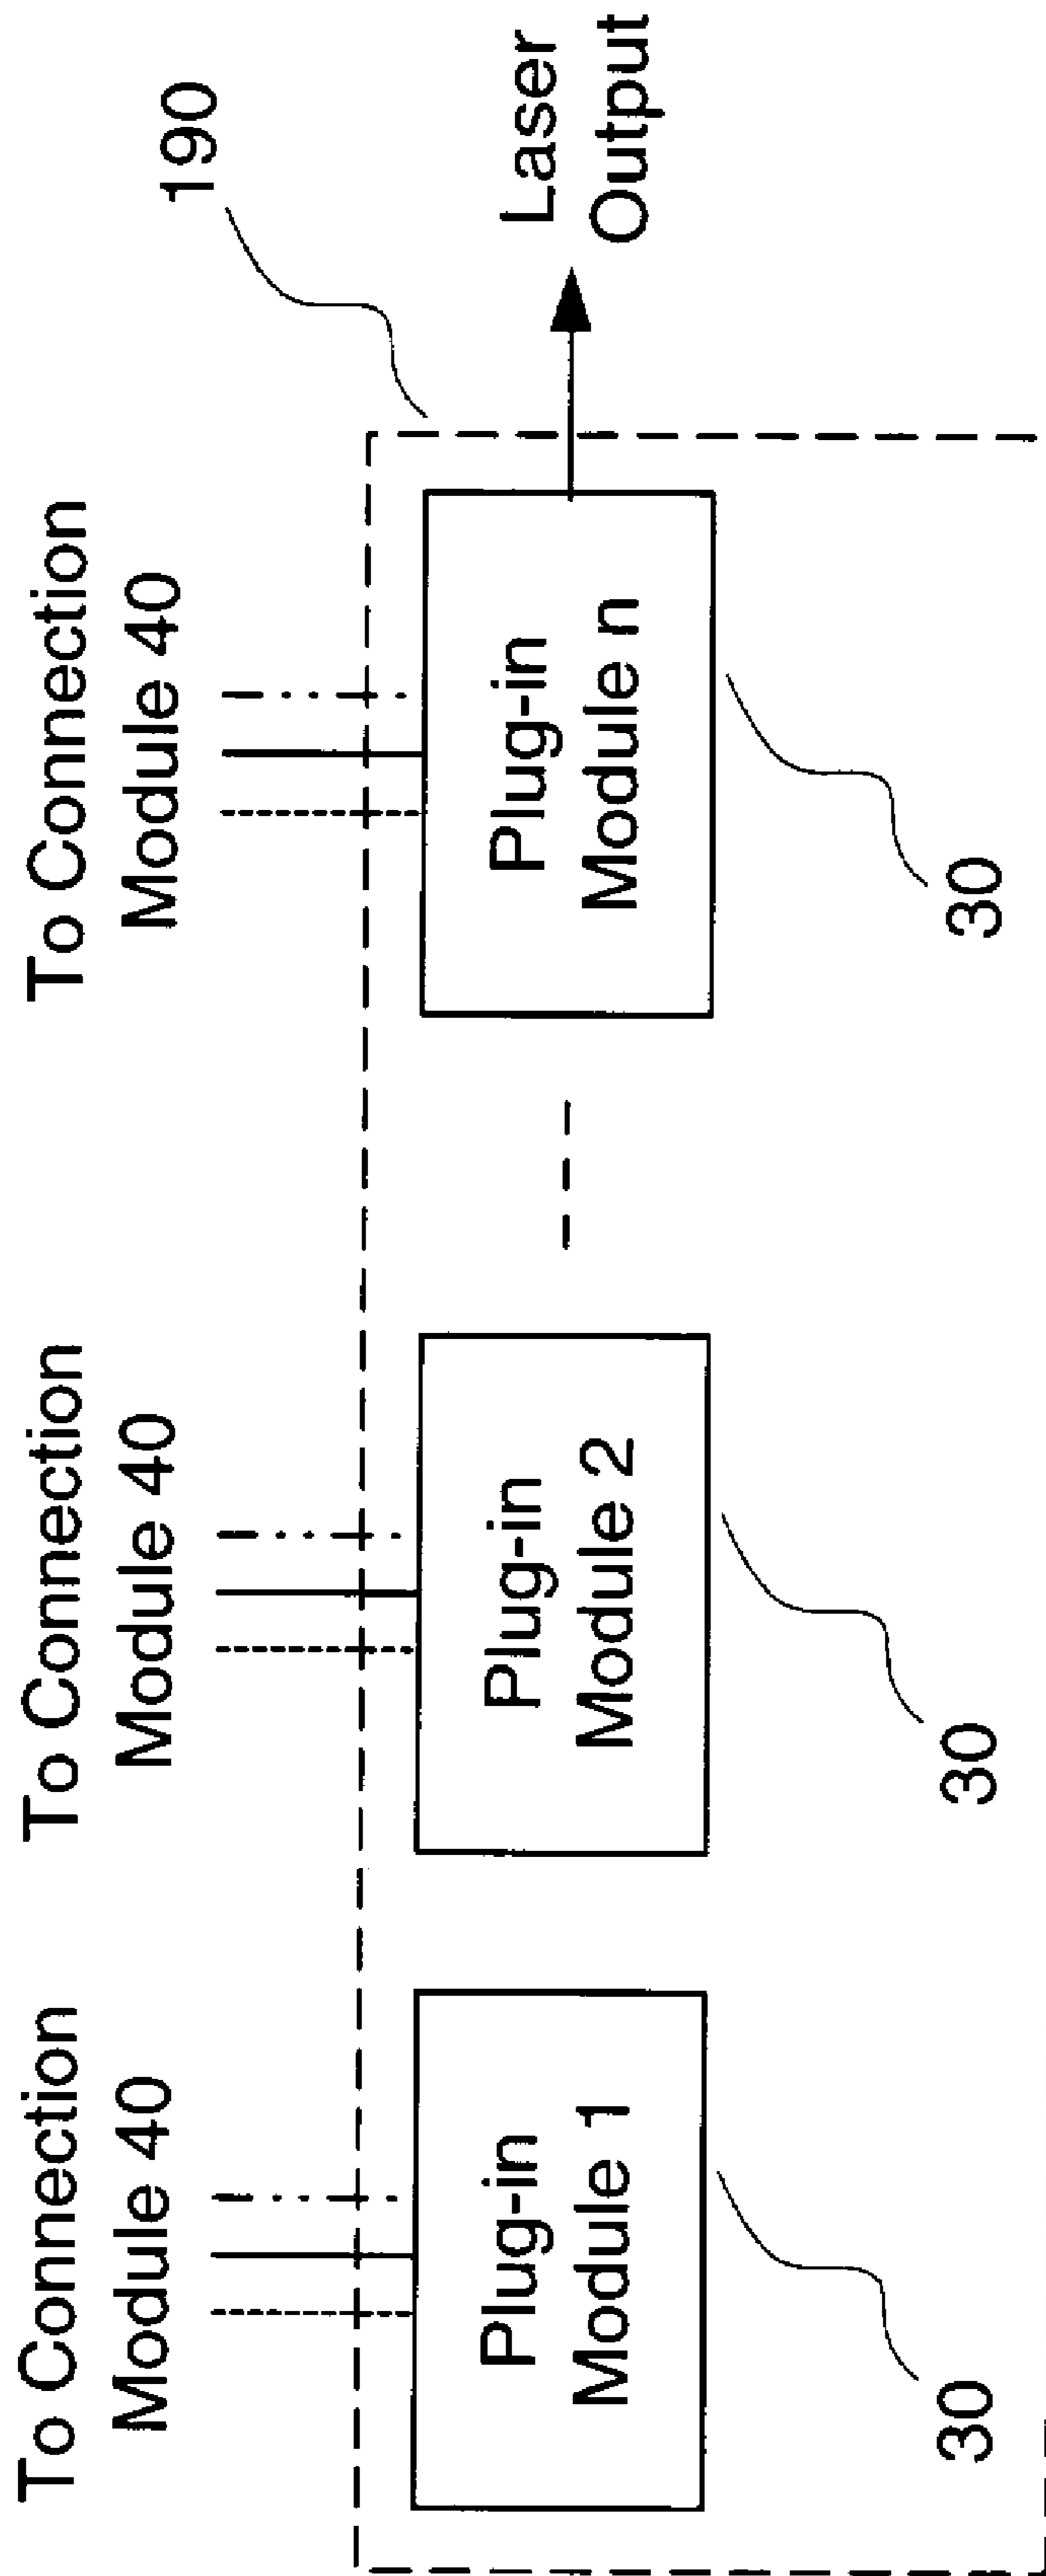 To Connection
Module 40
To Connection
Module 40
To Connection
Module 40
190
Plug-in
Module 1
Plug-in
Module 2
Plug-in
Module n
Laser
Output
30
30
30